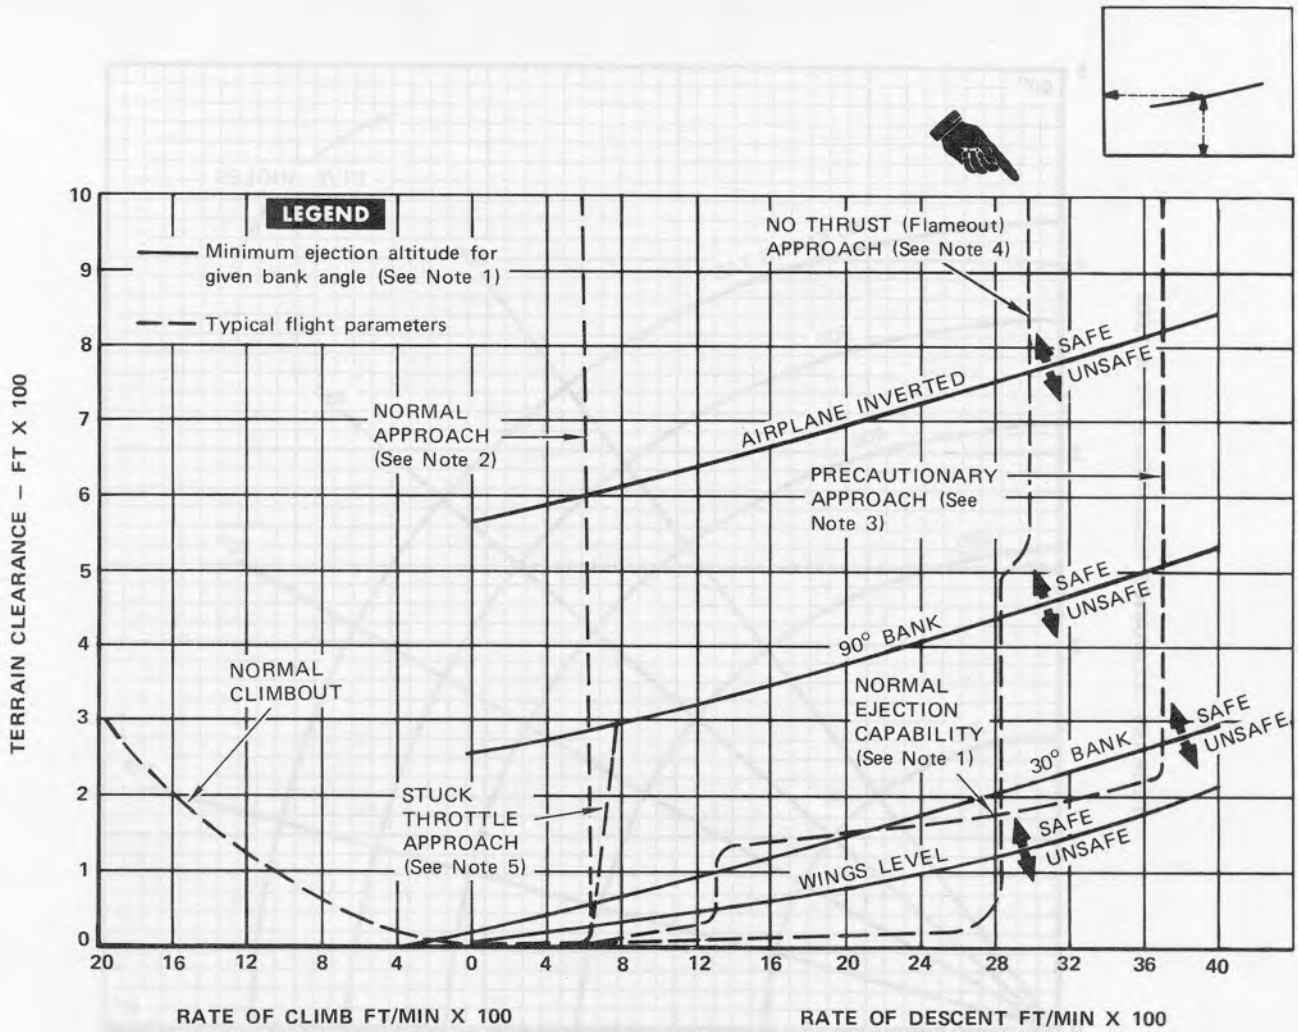 10
LEGEND
Minimum ejection altitude for
given bank angle (See Note 1)
Typical flight parameters
NO THRUST (Flameout)
APPROACH (See Note 4)
9
8
SAFE
UNSAFE
AIRPLANE INVERTED
7
NORMAL
APPROACH
(See Note 2)
PRECAUTIONARY
APPROACH (See
Note 3)
6
5
SAFE
UNSAFE
90° BANK
4
NORMAL
CLIMBOUT
NORMAL
EJECTION
CAPABILITY
(See Note 1)
3
SAFE
UNSAFE
30° BANK
2
STUCK
THROTTLE
APPROACH
(See Note 5)
SAFE
UNSAFE
WINGS LEVEL
1
0
20 16 12 8 4 0 4 8 12 16 20 24 28 32 36 40
TERRAIN CLEARANCE – FT X 100
RATE OF CLIMB FT/MIN X 100
RATE OF DESCENT FT/MIN X 100